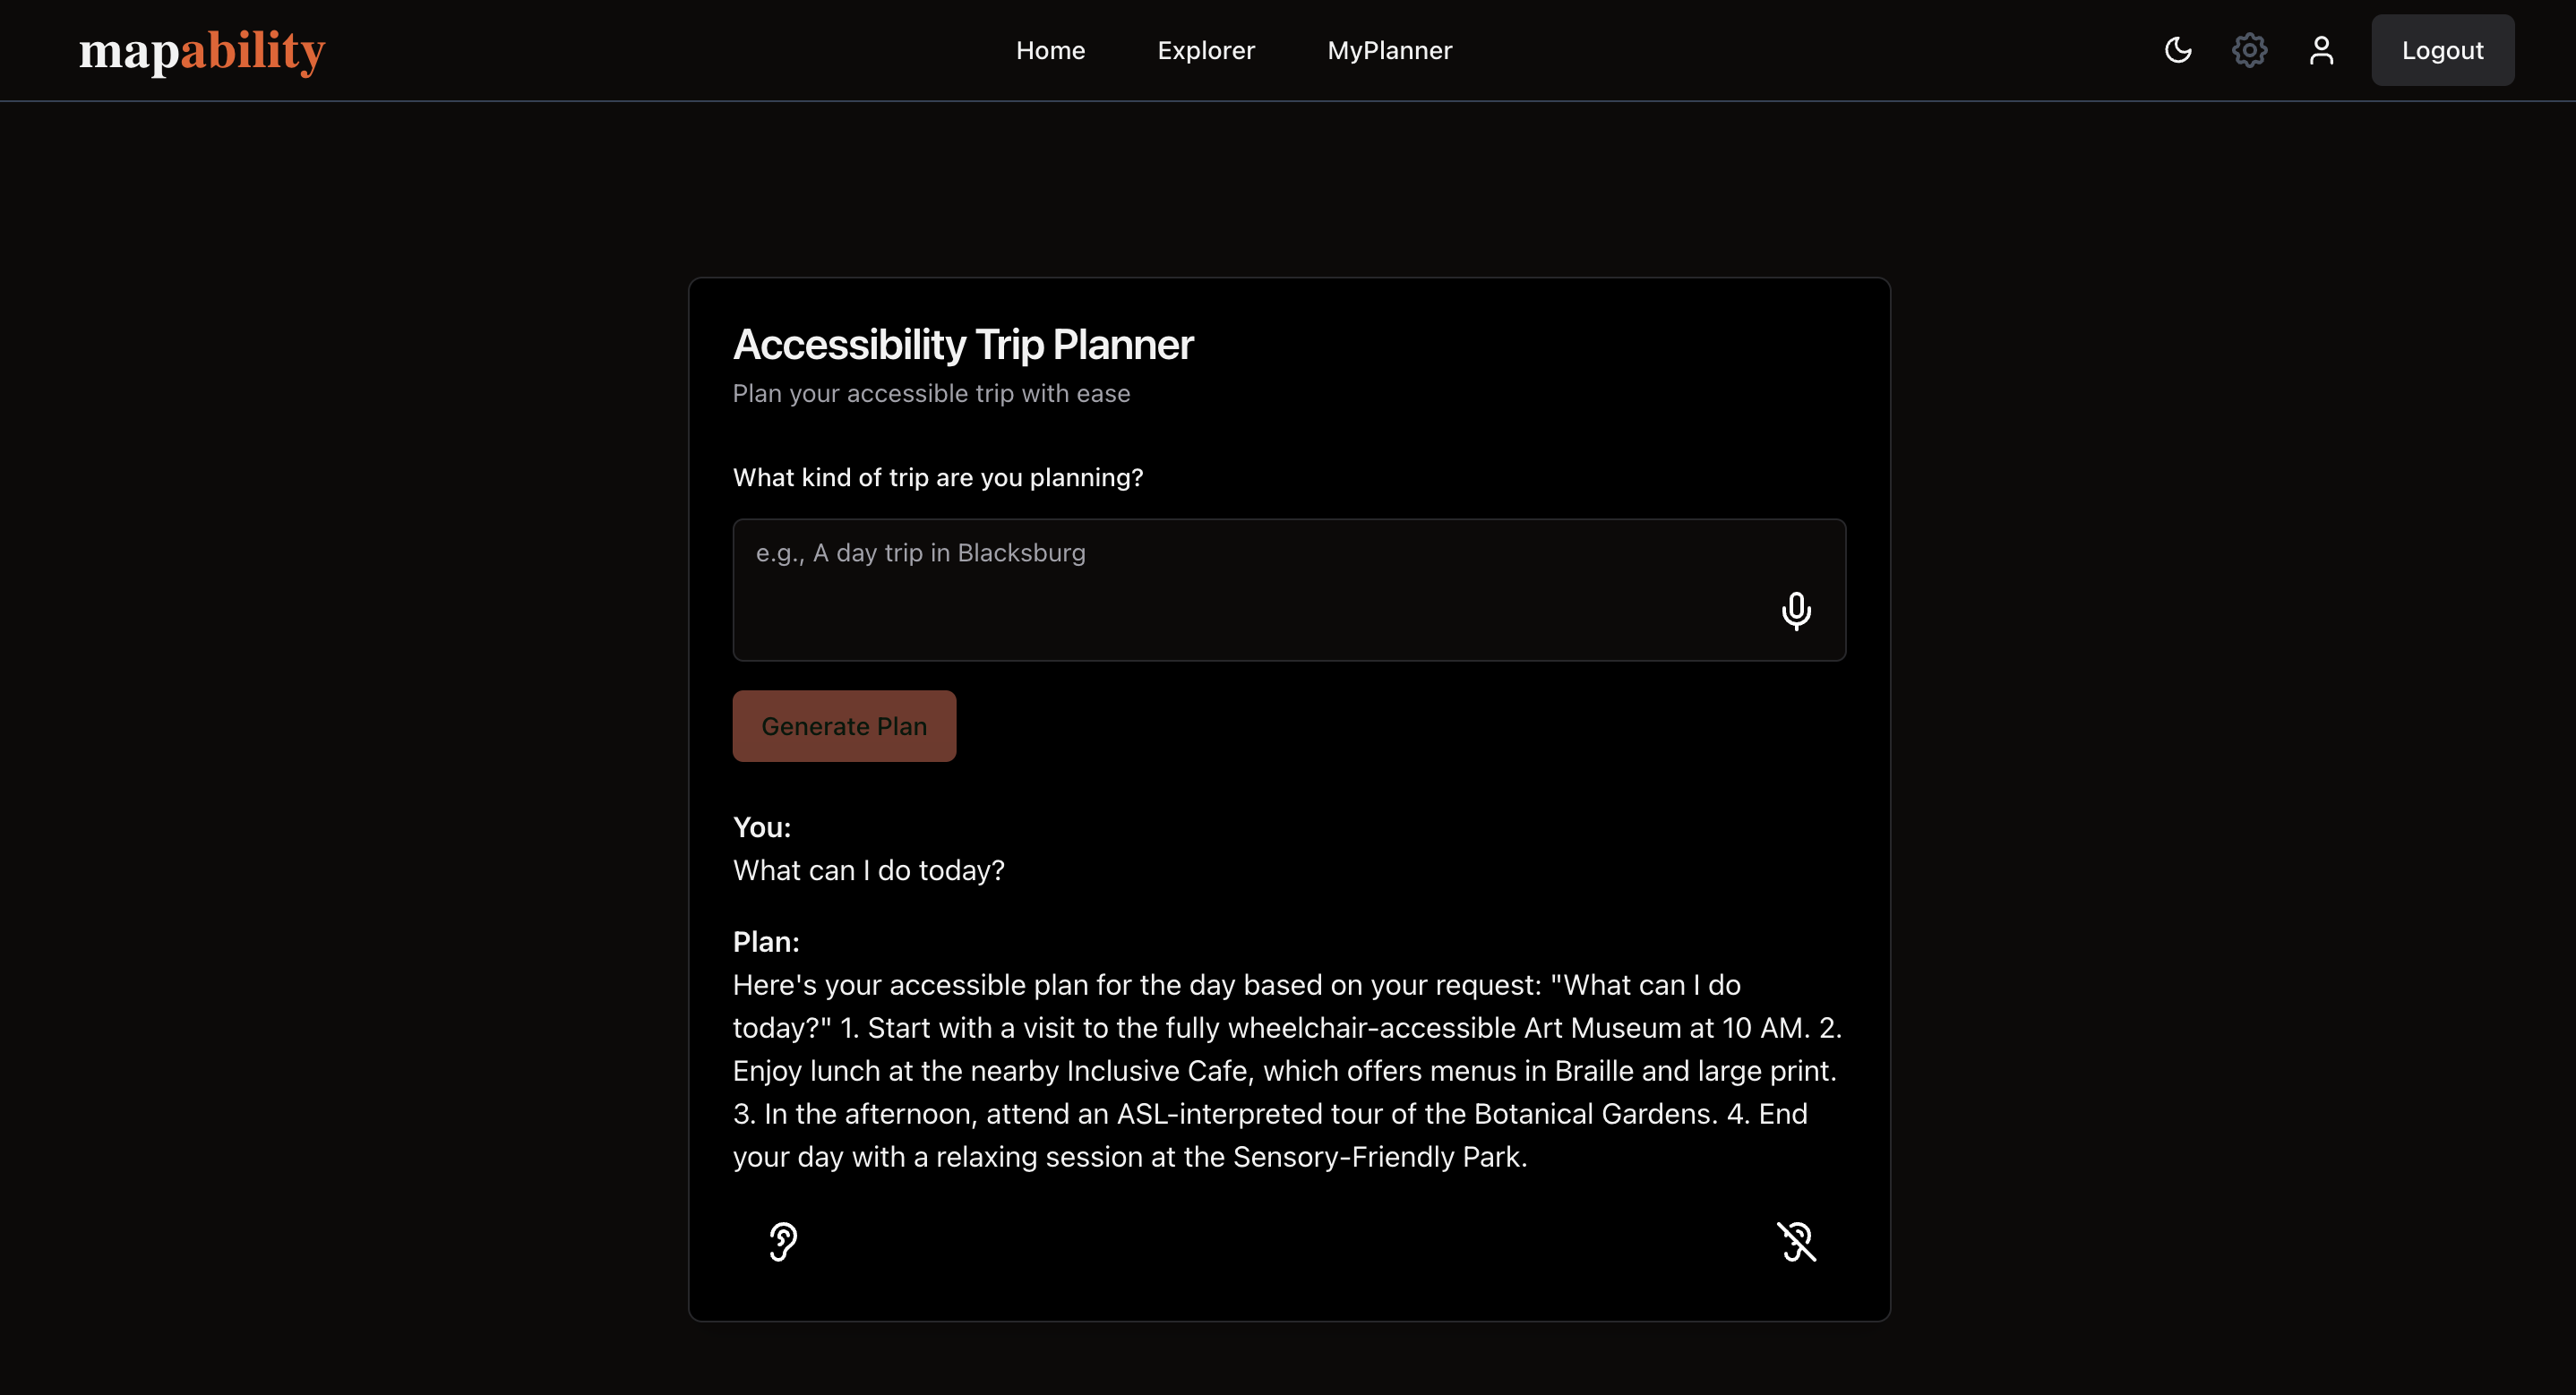 mapability
Home
Explorer
MyPlanner
Logout
Accessibility Trip Planner
Plan your accessible trip with ease
What kind of trip are you planning?
e.g., A day trip in Blacksburg
Generate Plan
You:
What can I do today?
Plan:
Here's your accessible plan for the day based on your request: "What can I do
today?" 1. Start with a visit to the fully wheelchair-accessible Art Museum at 10 AM. 2.
Enjoy lunch at the nearby Inclusive Cafe, which offers menus in Braille and large print.
3. In the afternoon, attend an ASL-interpreted tour of the Botanical Gardens. 4. End
your day with a relaxing session at the Sensory-Friendly Park.